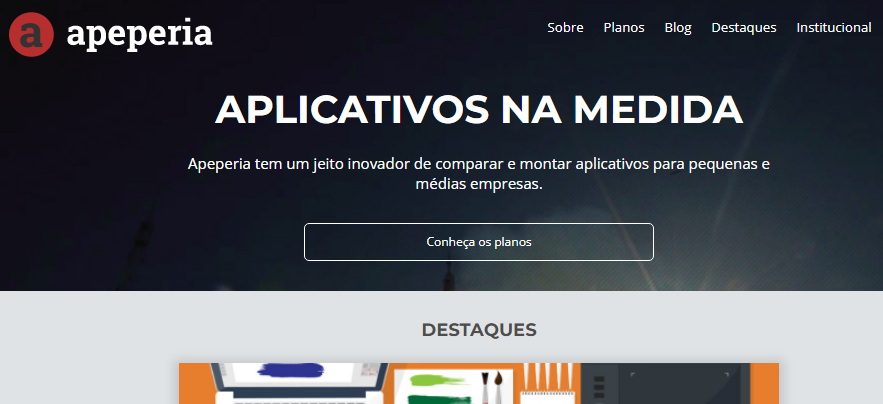 a apeperia
Sobre Planos Blog Destaques Institucional
APLICATIVOS NA MEDIDA
Apeperia tem um jeito inovador de comparar e montar aplicativos para pequenas e
médias empresas.
Conheça os planos
DESTAQUES